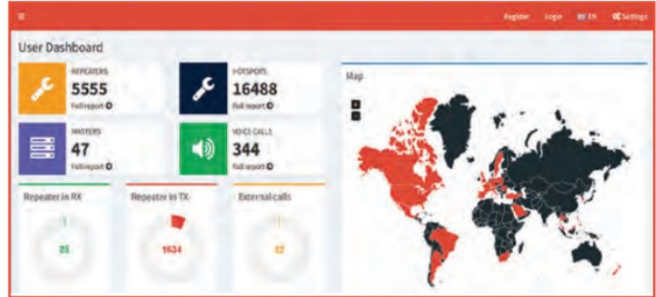 Register Login EN Settings
User Dashboard
REPEATERS
5555
Full report
HOTSPOTS
16488
Full report
MASTERS
47
Full report
VOICE CALLS
344
Full report
Repeater in RX
25
Repeater in TX
1634
External calls
12
Map